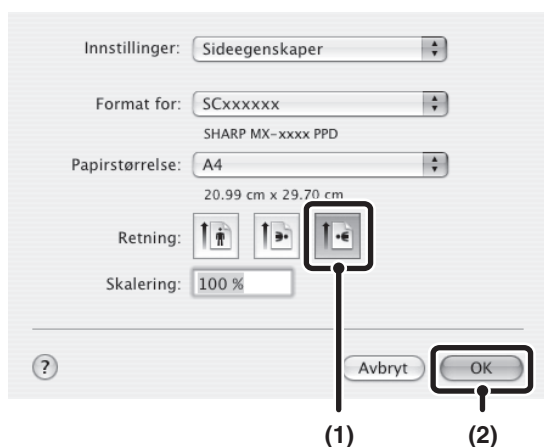 Innstillinger: Sideegenskaper
Format for: SCxxxxxx
SHARP MX-xxxx PPD
Papirstørrelse: A4
20.99 cm x 29.70 cm
Retning:
Skalering: 100 %
? Avbryt OK
(1) (2)